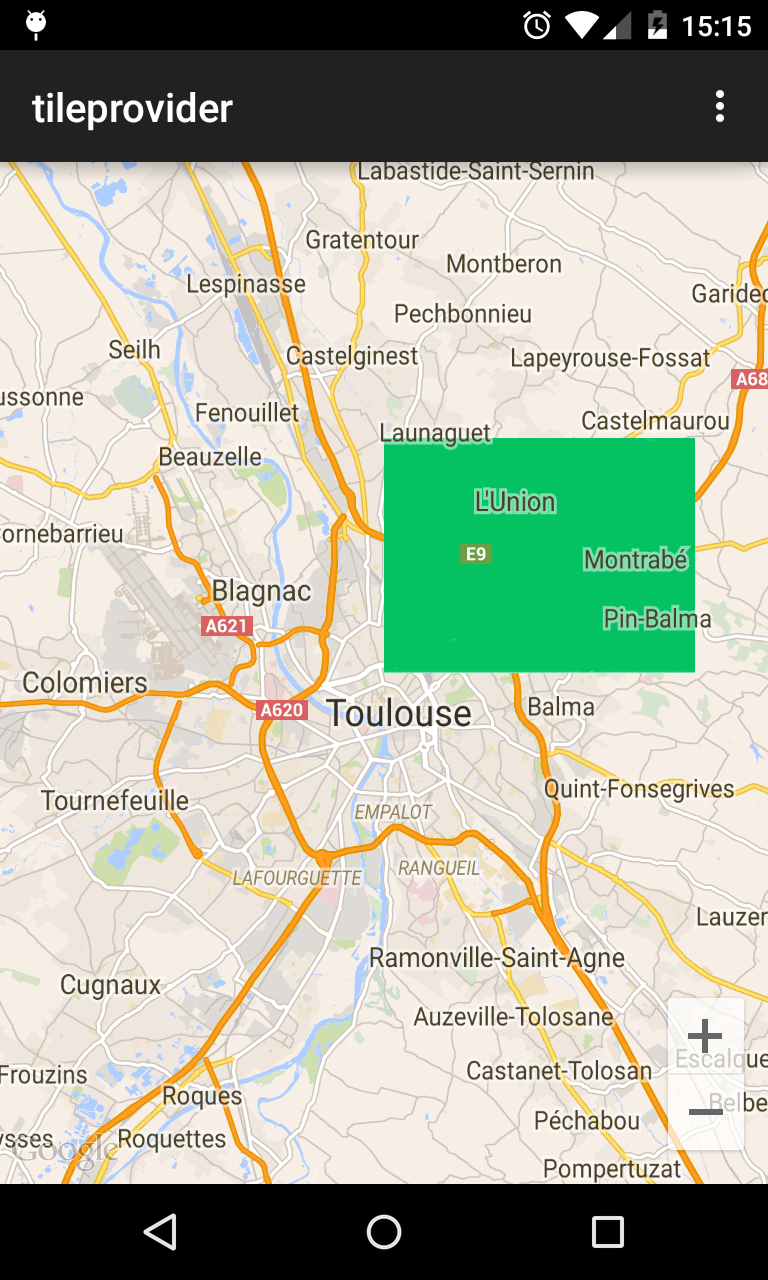 15:15
tileprovider
Labastide-Saint-Sernin
Gratentour
Montberon
Lespinasse
Garidec
Pechbonnieu
Seilh
Castelginest
Lapeyrouse-Fossat
A68
ussonne
Fenouillet
Castelmaurou
Launaguet
Beauzelle
L'Union
ornebarrieu
E9
Montrabé
Blagnac
Pin-Balma
A621
Colomiers
A620
Toulouse
Balma
Quint-Fonsegrives
Tournefeuille
EMPALOT
RANGUEIL
LAFOURGUETTE
Lauzer
Ramonville-Saint-Agne
Cugnaux
Auzeville-Tolosane
Escalque
Frouzins
Castanet-Tolosan
Roques
Belbe
Péchabou
ysses
Roquettes
Google
Pompertuzat